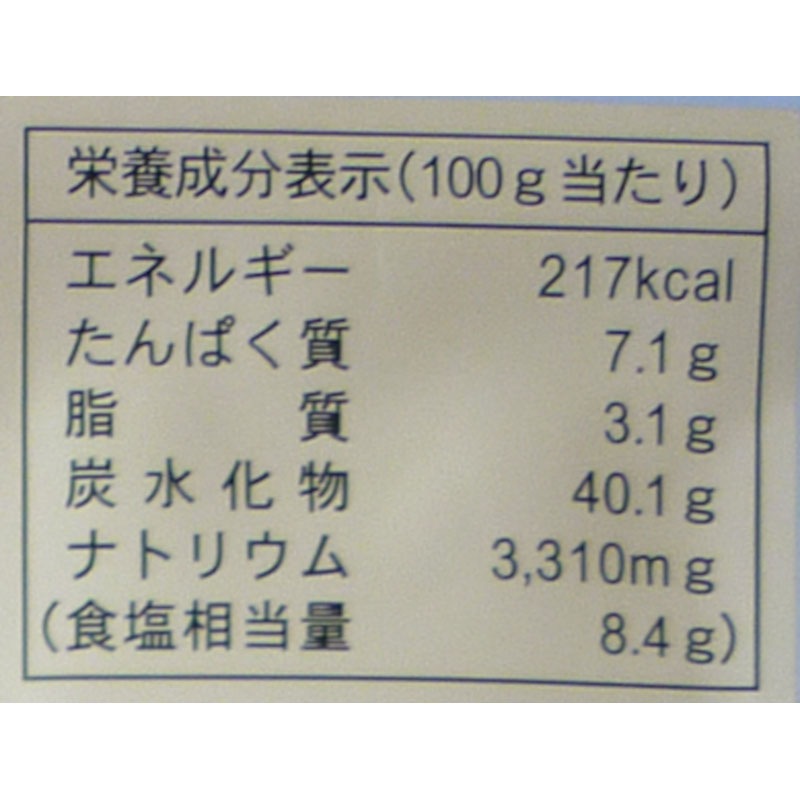 栄養成分表示(100g当たり)
エネルギー 217kcal
たんぱく質 7.1g
脂質 3.1g
炭水化物 40.1g
ナトリウム 3,310mg
(食塩相当量 8.4g)